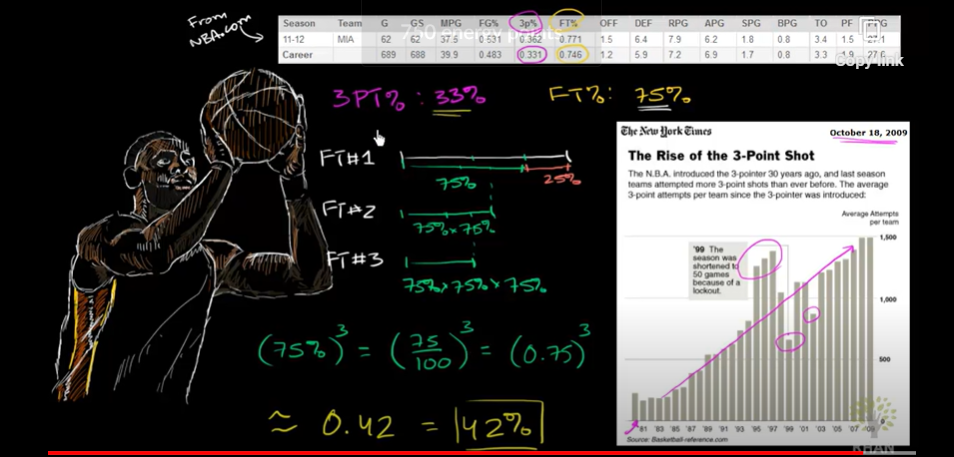 From
NBA.com
Season Team G GS MPG FG% 3p% FT% OFF DEF RPG APG SPG BPG TO PF
11-12 MIA 62 62 37.5 0.531 0.362 0.771 1.5 6.4 7.9 6.2 1.8 0.8 3.4 1.5 27.1
Career 689 688 39.9 0.483 0.331 0.746 1.2 5.9 7.2 6.9 1.7 0.8 3.3 1.9 27.6
750 energy points
Copy link
3PT% : 33% FT% : 75%
FT#1
75% 25%
FT#2
75% × 75%
FT#3
75% × 75% × 75%
(75%)³ = (75/100)³ = (0.75)³
≈ 0.42 = 42%
The New York Times October 18, 2009
The Rise of the 3-Point Shot
The N.B.A. introduced the 3-pointer 30 years ago, and last season
teams attempted more 3-point shots than ever before. The average
3-point attempts per team since the 3-pointer was introduced:
Average Attempts
per team
1,500
'99 The
season was
shortened to
50 games
because of a
lockout.
1,000
500
'81 '83 '85 '87 '89 '91 '93 '95 '97 '99 '01 '03 '05 '07 '09
Source: Basketball-reference.com
KHAN